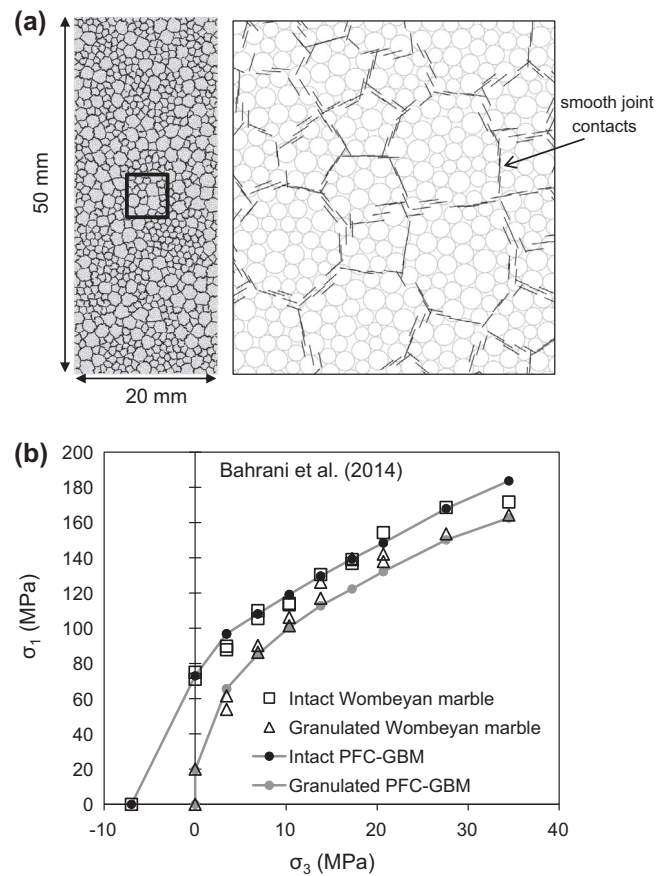 (a)
50 mm
20 mm
smooth joint
contacts
(b)
Bahrani et al. (2014)
200
180
160
140
120
100
80
60
40
20
0
σ1 (MPa)
Intact Wombeyan marble
Granulated Wombeyan marble
Intact PFC-GBM
Granulated PFC-GBM
-10 0 10 20 30 40
σ3 (MPa)